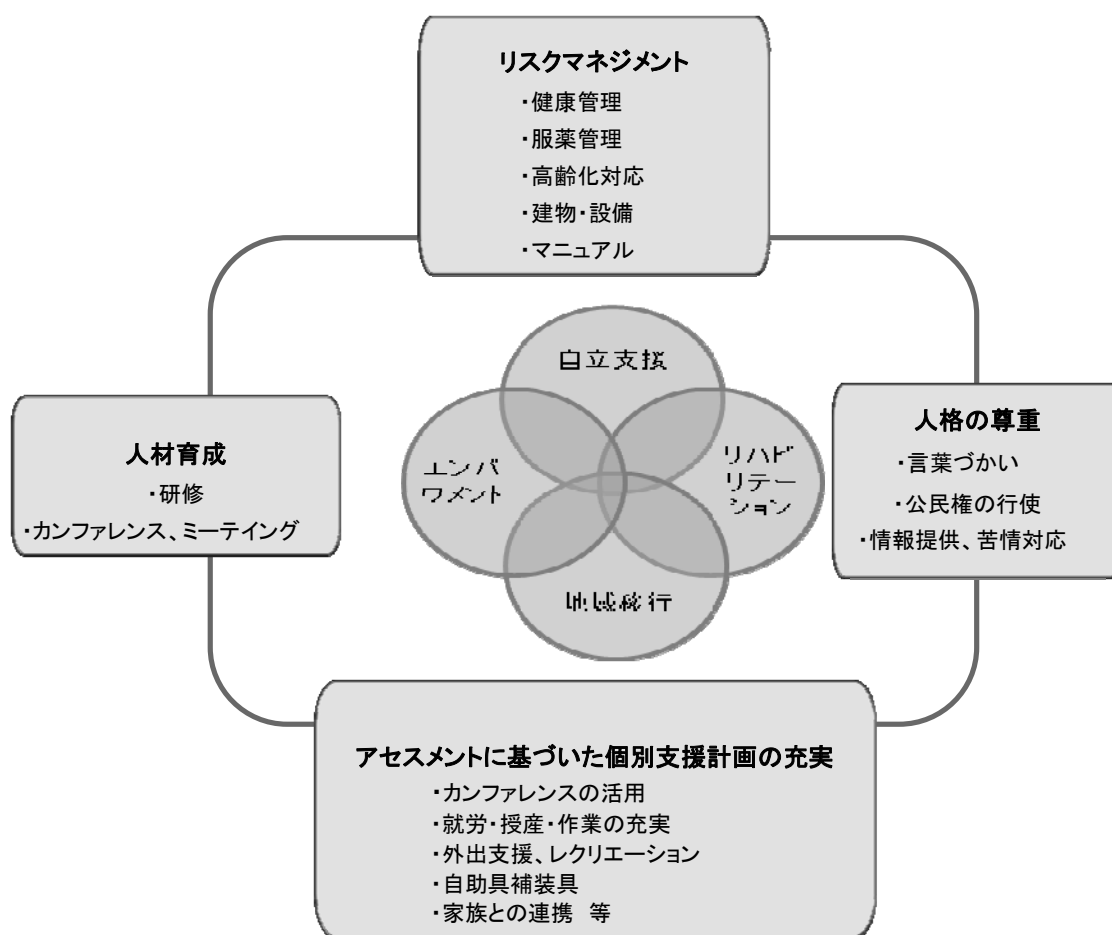 リスクマネジメント
・健康管理
・服薬管理
・高齢化対応
・建物・設備
・マニュアル
自立支援
エンパ
ワメント
リハビ
リテー
ション
地域移行
人材育成
・研修
・カンファレンス、ミーテイング
人格の尊重
・言葉づかい
・公民権の行使
・情報提供、苦情対応
アセスメントに基づいた個別支援計画の充実
・カンファレンスの活用
・就労・授産・作業の充実
・外出支援、レクリエーション
・自助具補装具
・家族との連携 等